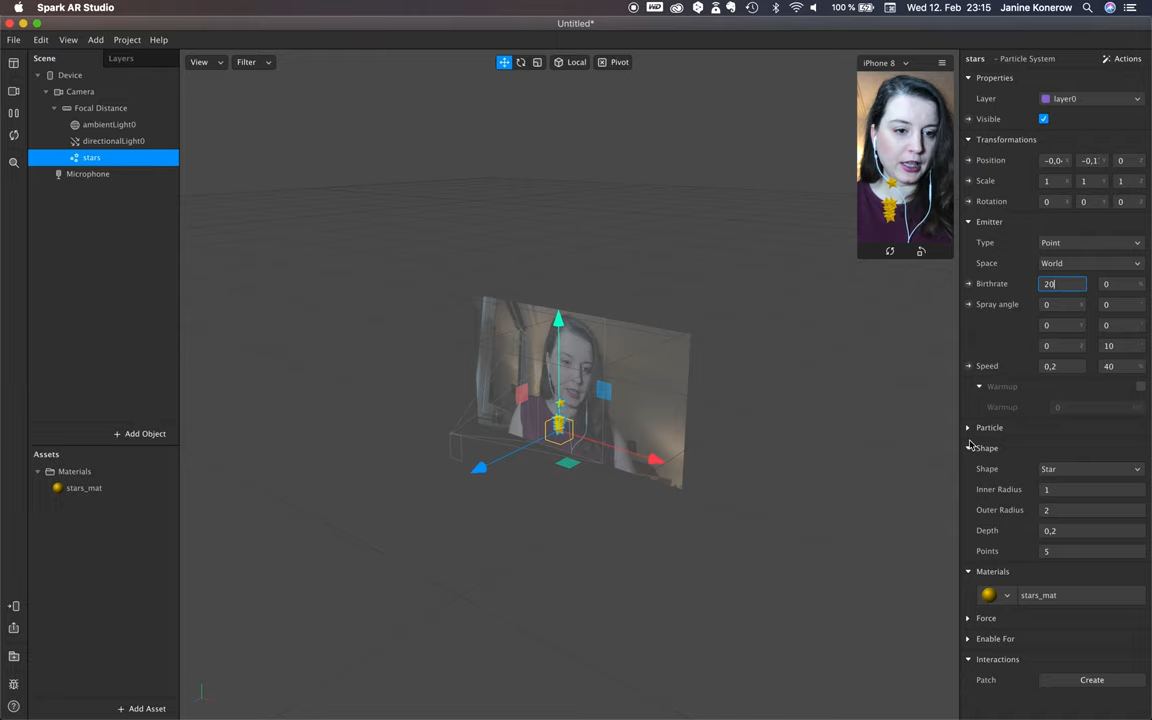 Spark AR Studio
WD
100 %
Wed 12. Feb 23:15
Janine Konerow
Untitled*
File
Edit
View
Add
Project
Help
Scene
Layers
Device
Camera
Focal Distance
ambientLight0
directionalLight0
stars
Microphone
+ Add Object
Assets
Materials
stars_mat
+ Add Asset
View
Filter
Local
Pivot
iPhone 8
stars - Particle System
Actions
Properties
Layer layer0
Visible
Transformations
Position -0,0 X -0,1 Y 0 Z
Scale 1 X 1 Y 1 Z
Rotation 0 X 0 Y 0 Z
Emitter
Type Point
Space World
Birthrate 20 0 %
Spray angle 0 X 0 °
0 Y 0 °
0 Z 10 °
Speed 0,2 40 %
Warmup
Warmup 0
Particle
Shape
Shape Star
Inner Radius 1
Outer Radius 2
Depth 0,2
Points 5
Materials
stars_mat
Force
Enable For
Interactions
Patch Create